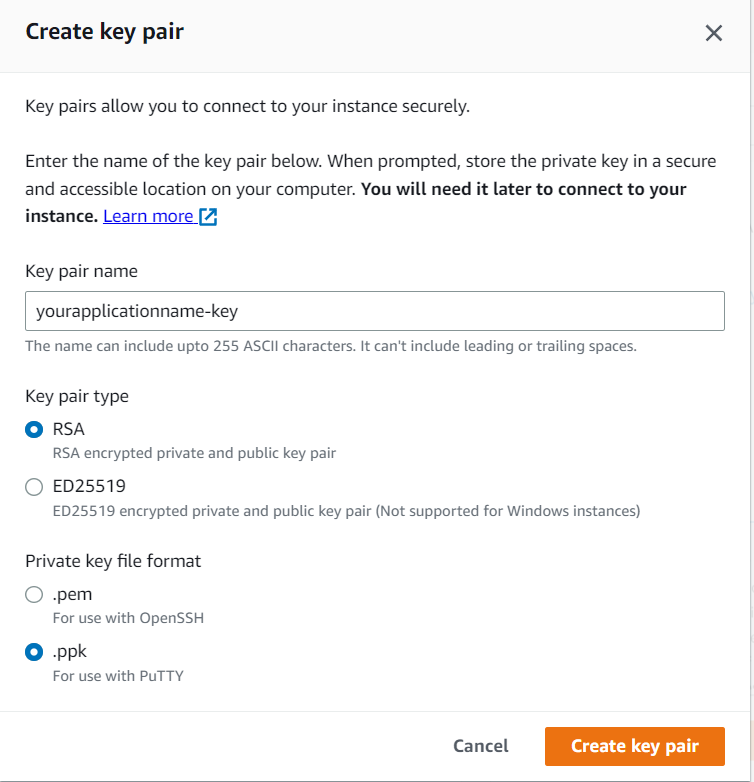 Create key pair
Key pairs allow you to connect to your instance securely.
Enter the name of the key pair below. When prompted, store the private key in a secure
and accessible location on your computer. You will need it later to connect to your
instance. Learn more
Key pair name
yourapplicationname-key
The name can include upto 255 ASCII characters. It can't include leading or trailing spaces.
Key pair type
RSA
RSA encrypted private and public key pair
ED25519
ED25519 encrypted private and public key pair (Not supported for Windows instances)
Private key file format
.pem
For use with OpenSSH
.ppk
For use with PuTTY
Cancel
Create key pair